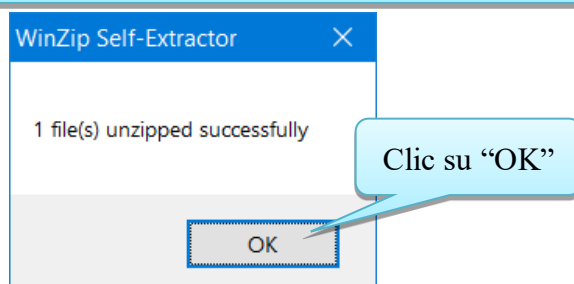 WinZip Self-Extractor
1 file(s) unzipped successfully
Clic su “OK”
OK